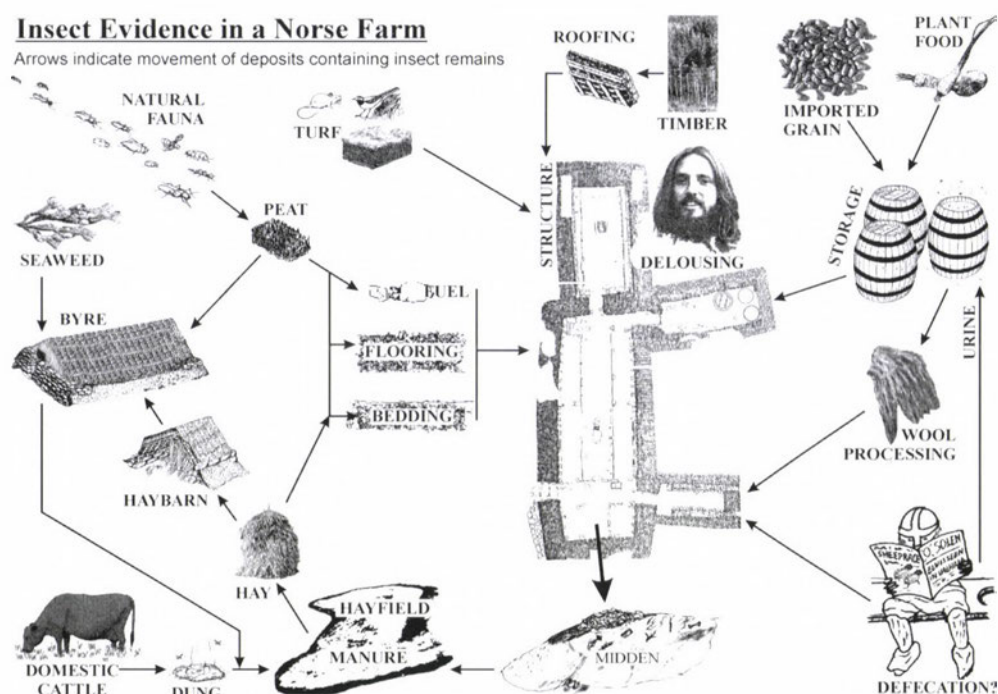 Insect Evidence in a Norse Farm
Arrows indicate movement of deposits containing insect remains
NATURAL
FAUNA
TURF
ROOFING
TIMBER
IMPORTED
GRAIN
PLANT
FOOD
SEAWEED
PEAT
STRUCTURE
DELOUSING
STORAGE
BYRE
FUEL
FLOORING
BEDDING
URINE
WOOL
PROCESSING
HAYBARN
HAY
HAYFIELD
MANURE
MIDDEN
SHEEPRACE
DOMESTIC
CATTLE
DUNG
DEFECATION?